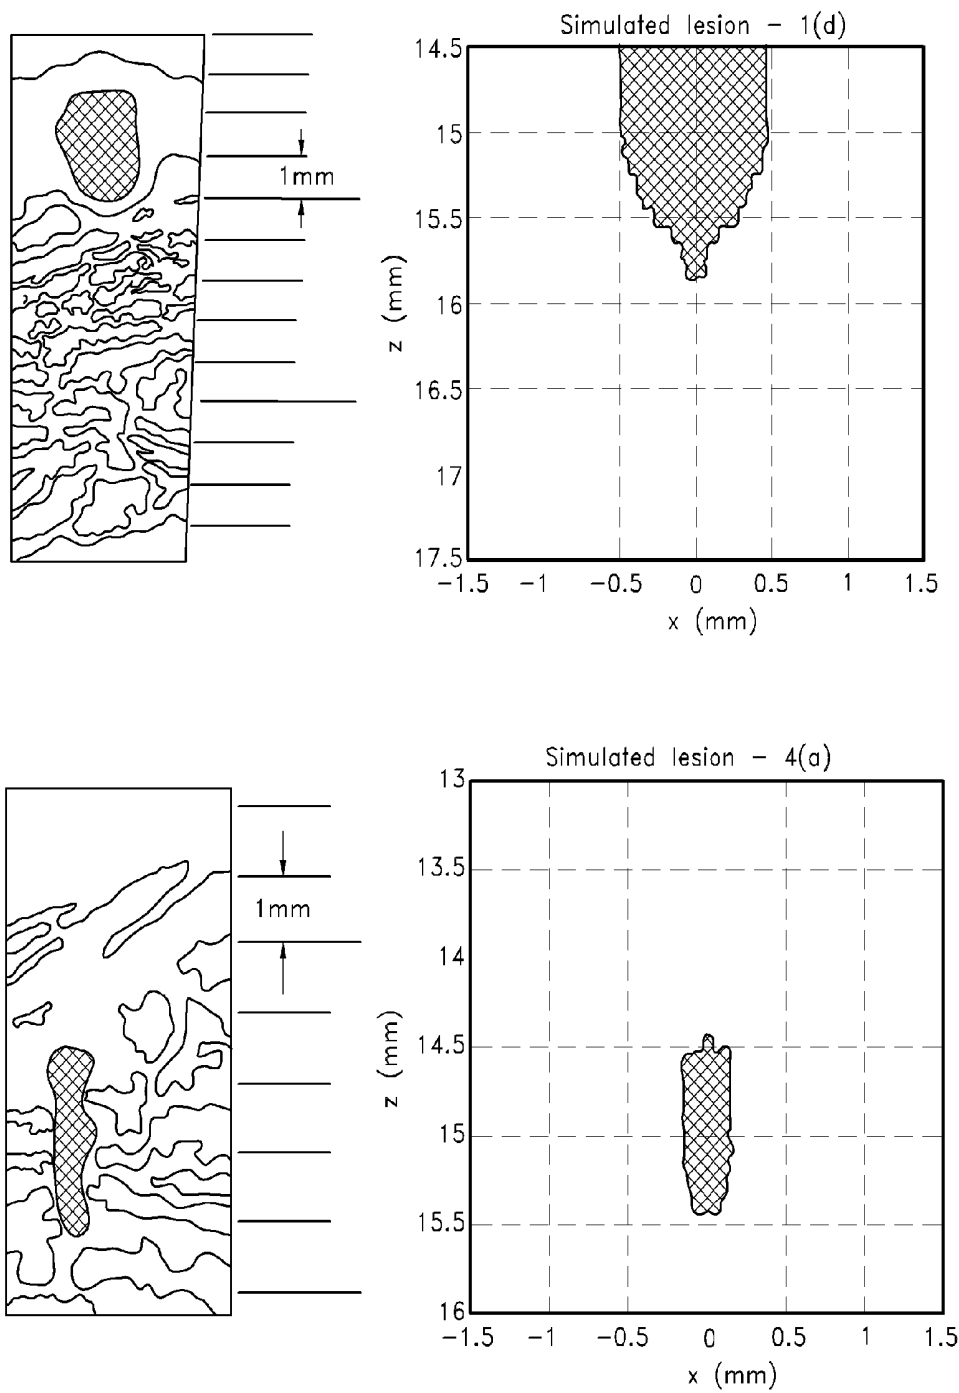 Simulated lesion - 1(d)
14.5
15
1mm
15.5
z (mm)
16
16.5
17
17.5
-1.5 -1 -0.5 0 0.5 1 1.5
x (mm)
Simulated lesion - 4(a)
13
13.5
1mm
14
14.5
z (mm)
15
15.5
16
-1.5 -1 -0.5 0 0.5 1 1.5
x (mm)